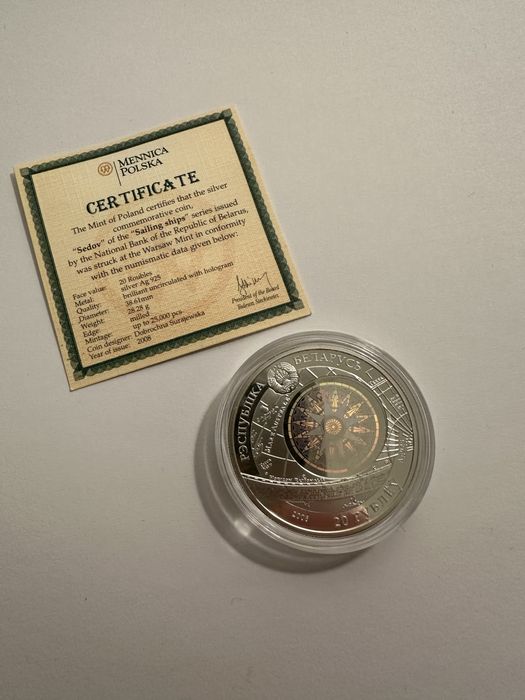 MENNICA
POLSKA
CERTIFICATE
The Mint of Poland certifies that the silver
commemorative coin,
"Sedov" of the "Sailing ships" series issued
by the National Bank of the Republic of Belarus,
was struck at the Warsaw Mint in conformity
with the numismatic data given below:
Face value: 20 Roubles
Metal: silver Ag 925
Quality: brilliant uncirculated with hologram
Diameter: 38.61mm
Weight: 28.28 g
Edge: milled
Mintage: up to 25,000 pcs.
Coin designer: Dobrochna Surajewska
Year of issue: 2008
President of the Board
Tadeusz Steckiewicz
РЭСПУБЛІКА БЕЛАРУСЬ
2008 20 РУБЛЁЎ